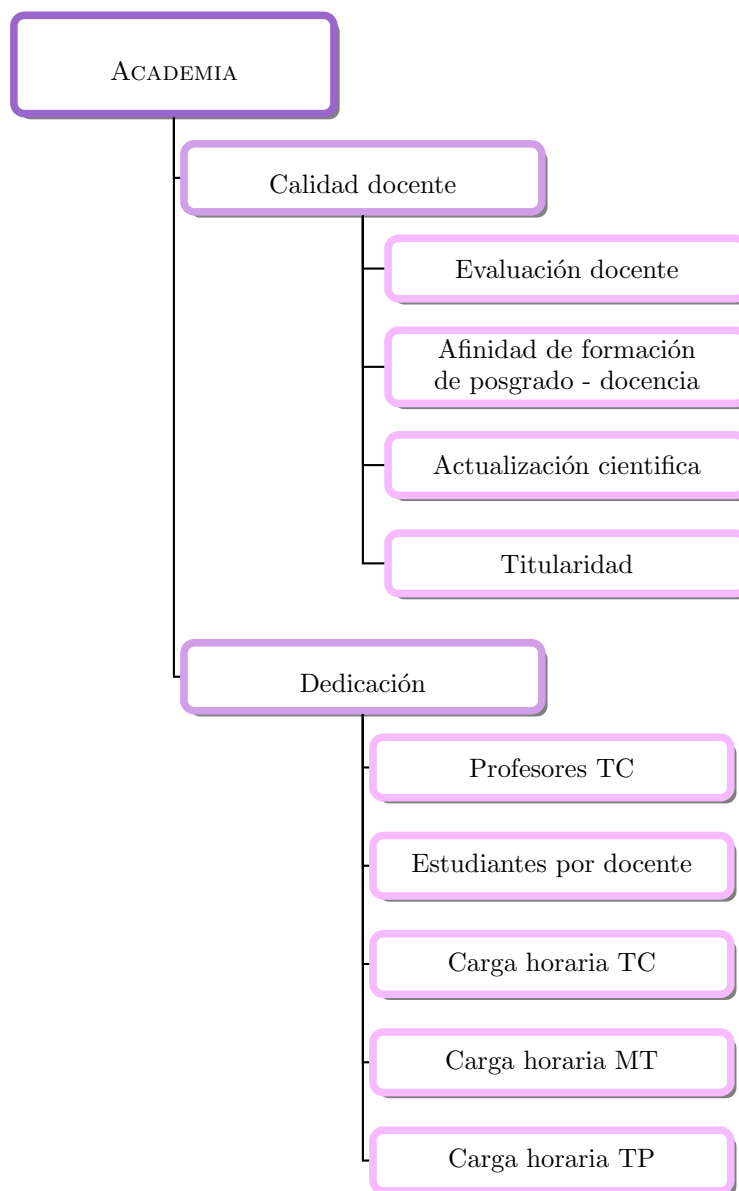 ACADEMIA
Calidad docente
Evaluación docente
Afinidad de formación
de posgrado - docencia
Actualización cientifica
Titularidad
Dedicación
Profesores TC
Estudiantes por docente
Carga horaria TC
Carga horaria MT
Carga horaria TP